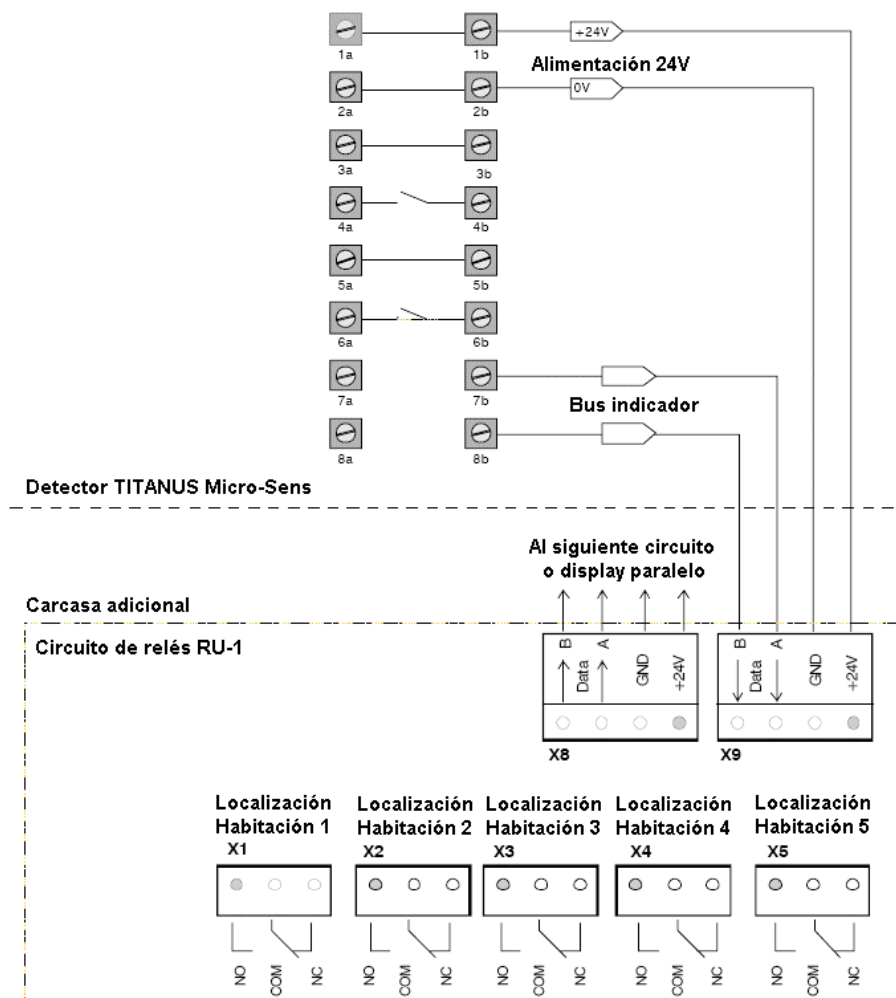 1a 1b +24V
Alimentación 24V
2a 2b 0V
3a 3b
4a 4b
5a 5b
6a 6b
7a 7b
Bus indicador
8a 8b
Detector TITANUS Micro-Sens
Al siguiente circuito
o display paralelo
Carcasa adicional
Circuito de relés RU-1
B Data A GND +24V
B Data A GND +24V
X8 X9
Localización
Habitación 1
X1
NO COM NC
Localización
Habitación 2
X2
NO COM NC
Localización
Habitación 3
X3
NO COM NC
Localización
Habitación 4
X4
NO COM NC
Localización
Habitación 5
X5
NO COM NC